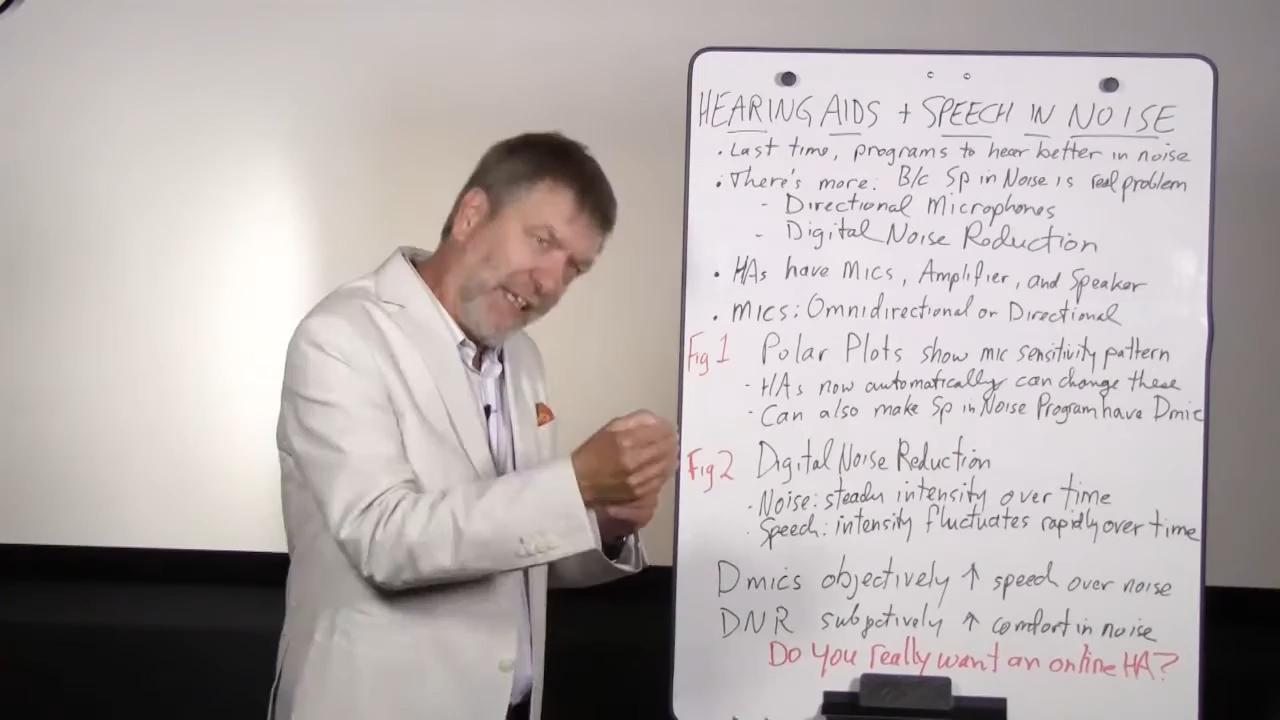 HEARING AIDS + SPEECH IN NOISE
• Last time, programs to hear better in noise
• There's more: B/c Sp in Noise is real problem
- Directional Microphones
- Digital Noise Reduction
• HAs have Mics, Amplifier, and Speaker
• Mics: Omnidirectional or Directional
Fig 1 Polar Plots show mic sensitivity pattern
- HAs now automatically can change these
- Can also make Sp in Noise Program have Dmic
Fig 2 Digital Noise Reduction
- Noise: steady intensity over time
- Speech: intensity fluctuates rapidly over time
Dmics objectively ↑ speech over noise
DNR subjectively ↑ comfort in noise
Do you really want an online HA?